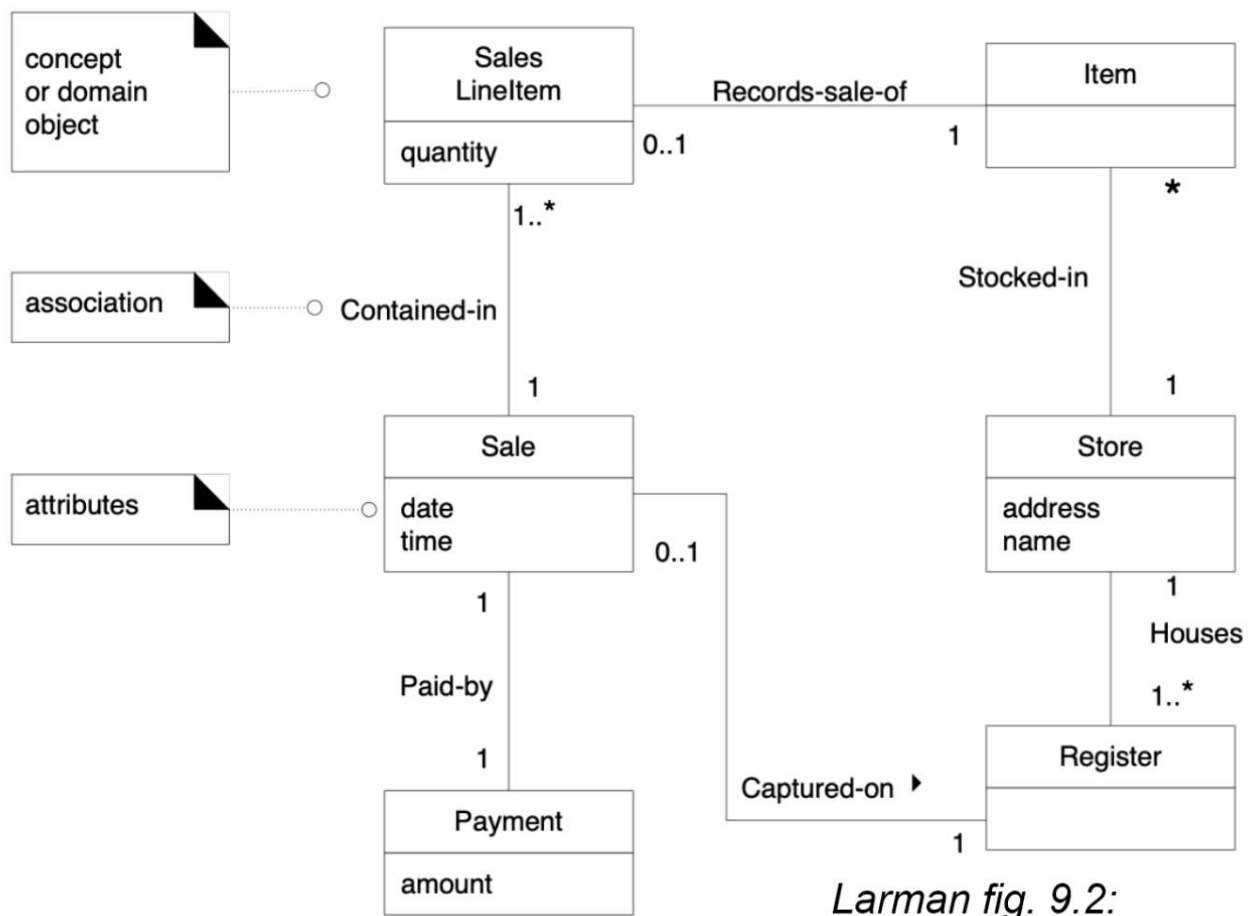 concept
or domain
object
Sales
LineItem
quantity
Records-sale-of
0..1
1
Item
1..*
*
association
Contained-in
Stocked-in
1
1
attributes
Sale
date
time
0..1
Store
address
name
1
1
Houses
Paid-by
1..*
1
Register
Captured-on
1
Payment
amount
Larman fig. 9.2: